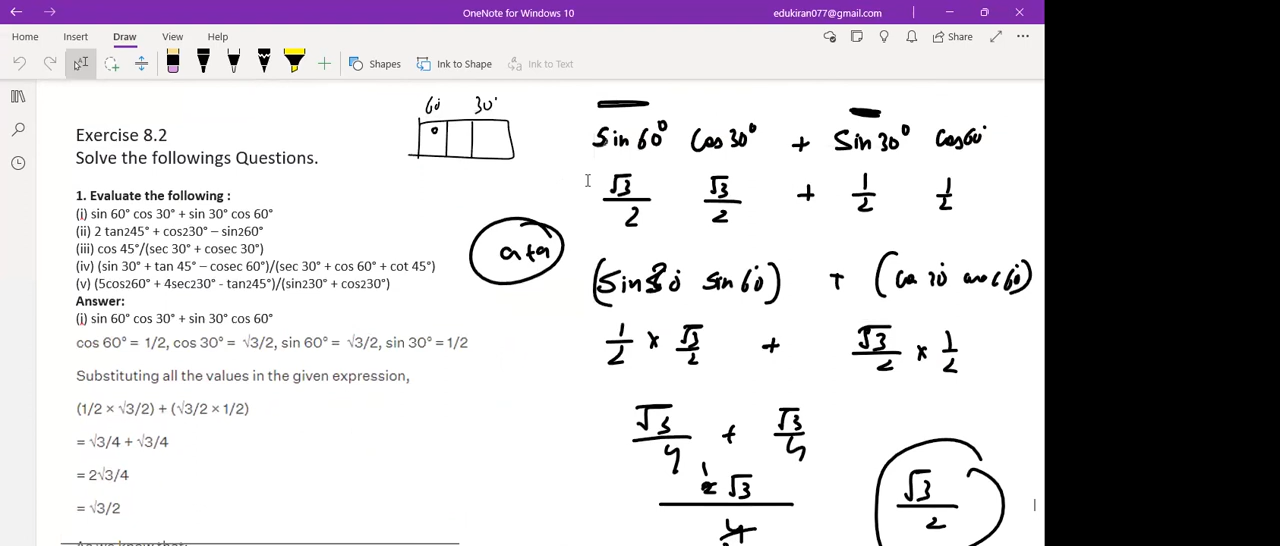 OneNote for Windows 10
edukiran077@gmail.com
Home Insert Draw View Help
Share
Shapes Ink to Shape Ink to Text
60° 30°
Exercise 8.2
Solve the followings Questions.
1. Evaluate the following :
(i) sin 60° cos 30° + sin 30° cos 60°
(ii) 2 tan245° + cos230° – sin260°
(iii) cos 45°/(sec 30° + cosec 30°)
(iv) (sin 30° + tan 45° – cosec 60°)/(sec 30° + cos 60° + cot 45°)
(v) (5cos260° + 4sec230° - tan245°)/(sin230° + cos230°)
Answer:
(i) sin 60° cos 30° + sin 30° cos 60°
cos 60° = 1/2, cos 30° = √3/2, sin 60° = √3/2, sin 30° = 1/2
Substituting all the values in the given expression,
(1/2 × √3/2) + (√3/2 × 1/2)
= √3/4 + √3/4
= 2√3/4
= √3/2
a+a
sin 60° cos 30° + sin 30° cos 60°
√3/2 √3/2 + 1/2 1/2
(sin 30° sin 60°) + (
1/2 × √3/2 + √3/2 × 1/2
√3/4 + √3/4
2 √3/4
√3/2